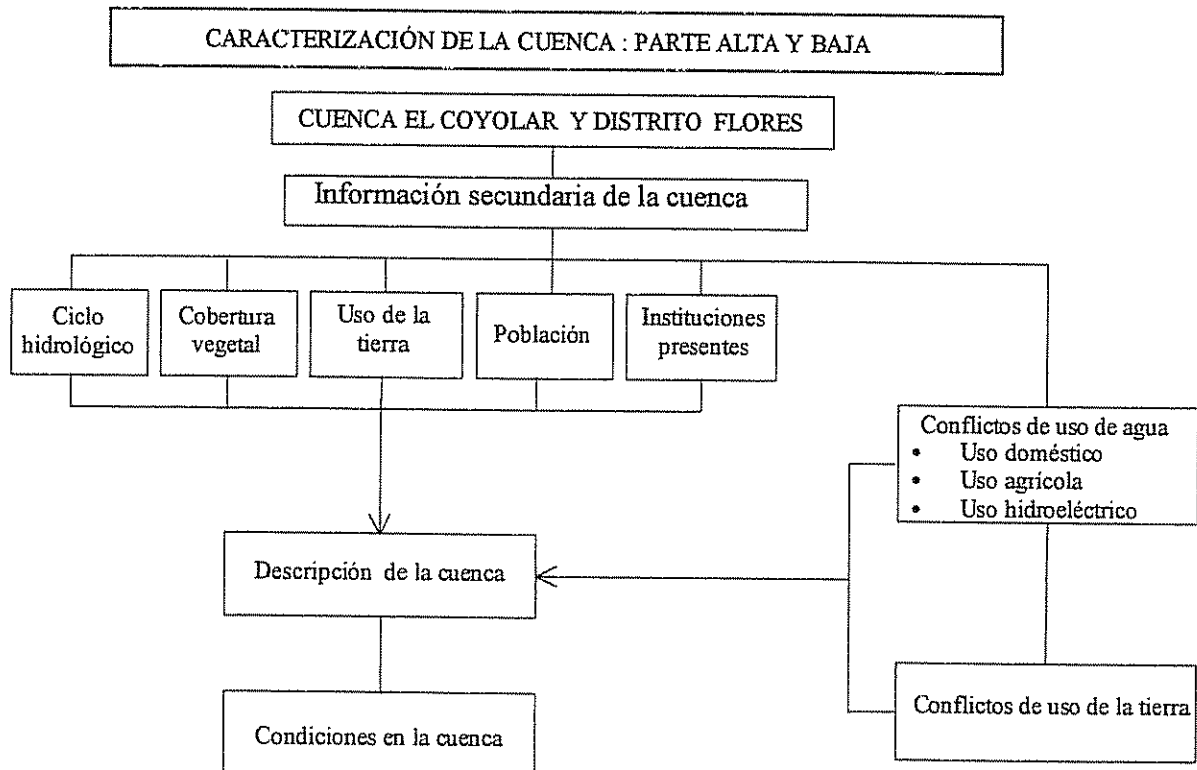 CARACTERIZACIÓN DE LA CUENCA : PARTE ALTA Y BAJA
CUENCA EL COYOLAR Y DISTRITO FLORES
Información secundaria de la cuenca
Ciclo
hidrológico
Cobertura
vegetal
Uso de la
tierra
Población
Instituciones
presentes
Conflictos de uso de agua
• Uso doméstico
• Uso agrícola
• Uso hidroeléctrico
Descripción de la cuenca
Conflictos de uso de la tierra
Condiciones en la cuenca